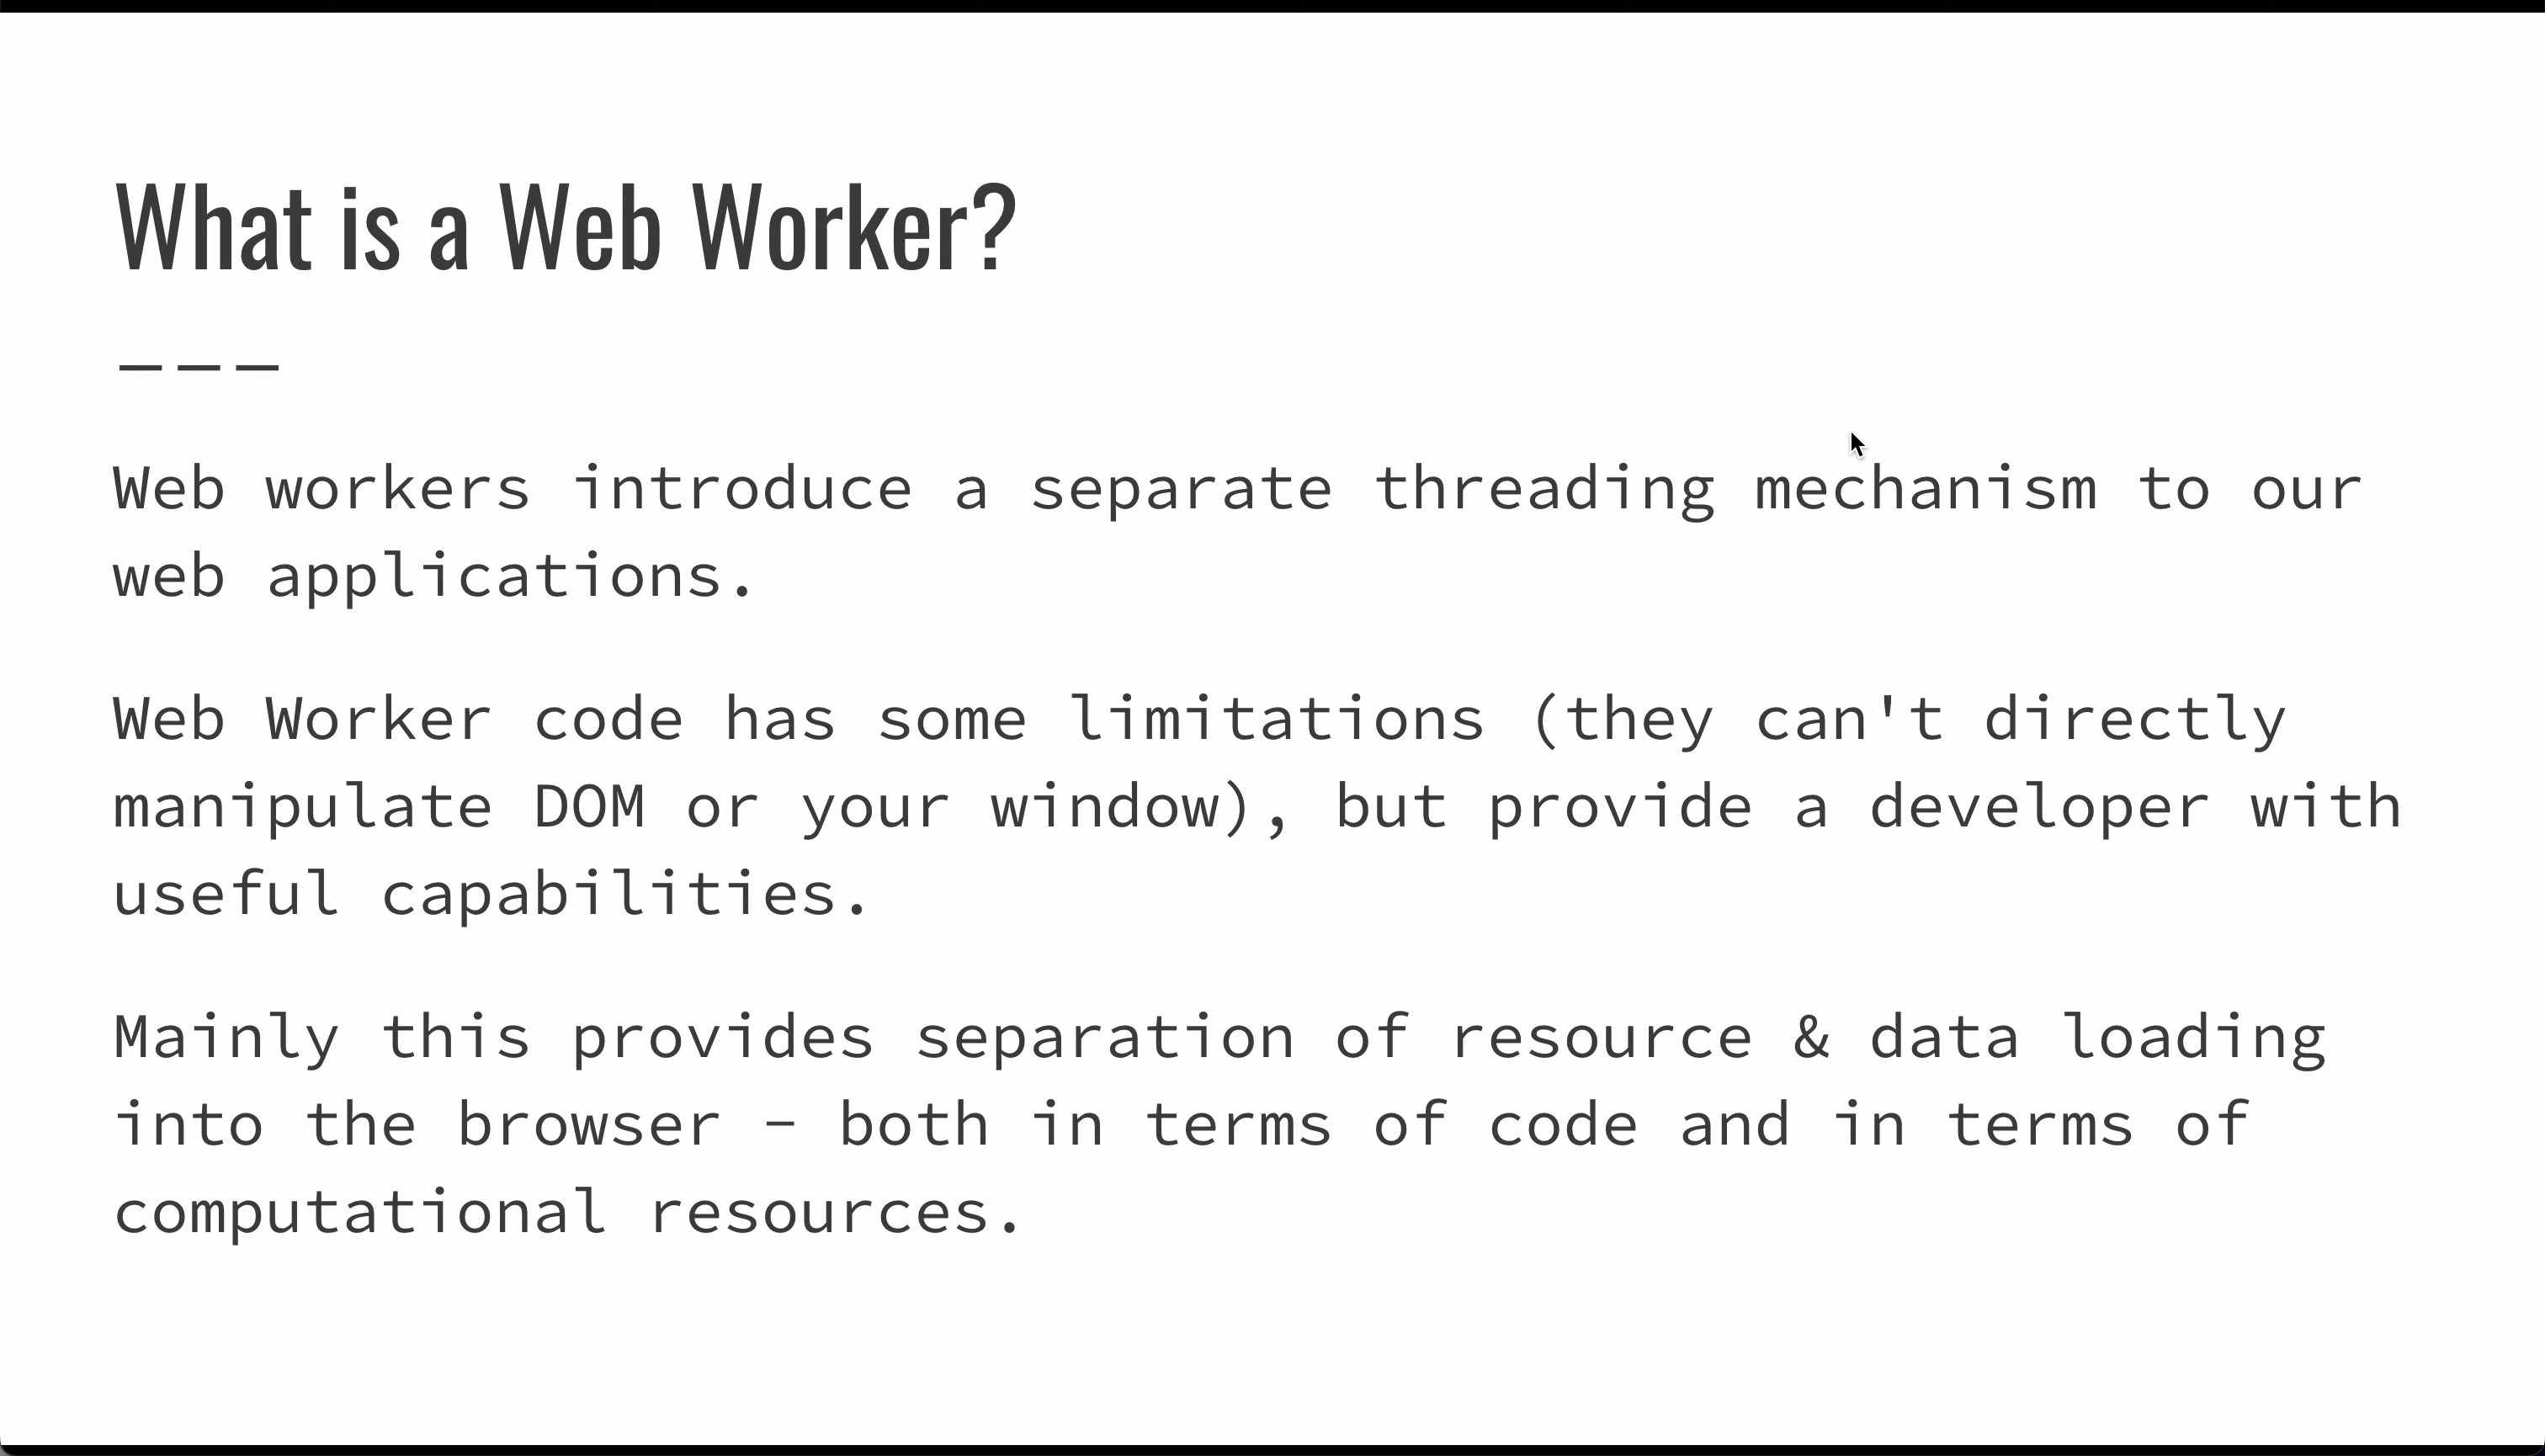 What is a Web Worker?
———
Web workers introduce a separate threading mechanism to our
web applications.
Web Worker code has some limitations (they can't directly
manipulate DOM or your window), but provide a developer with
useful capabilities.
Mainly this provides separation of resource & data loading
into the browser – both in terms of code and in terms of
computational resources.